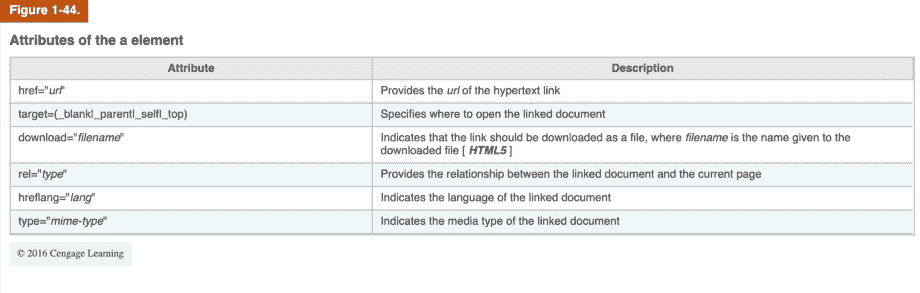 Figure 1-44.
Attributes of the a element
Attribute Description
href="url" Provides the url of the hypertext link
target=(_blank|_parent|_self|_top) Specifies where to open the linked document
download="filename" Indicates that the link should be downloaded as a file, where filename is the name given to the
downloaded file [ HTML5 ]
rel="type" Provides the relationship between the linked document and the current page
hreflang="lang" Indicates the language of the linked document
type="mime-type" Indicates the media type of the linked document
© 2016 Cengage Learning